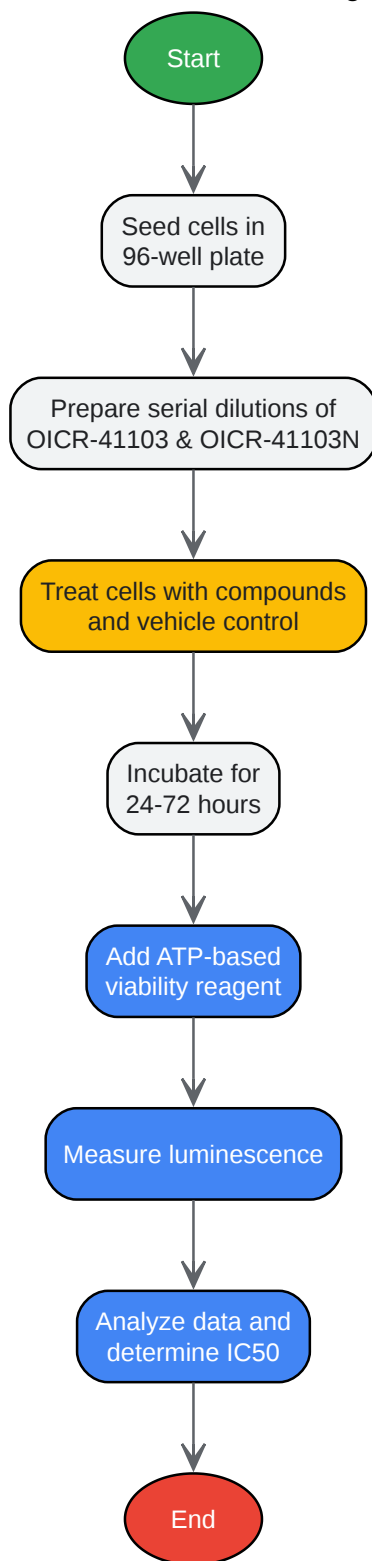 Start
Seed cells in
96-well plate
Prepare serial dilutions of
OICR-41103 & OICR-41103N
Treat cells with compounds
and vehicle control
Incubate for
24-72 hours
Add ATP-based
viability reagent
Measure luminescence
Analyze data and
determine IC50
End